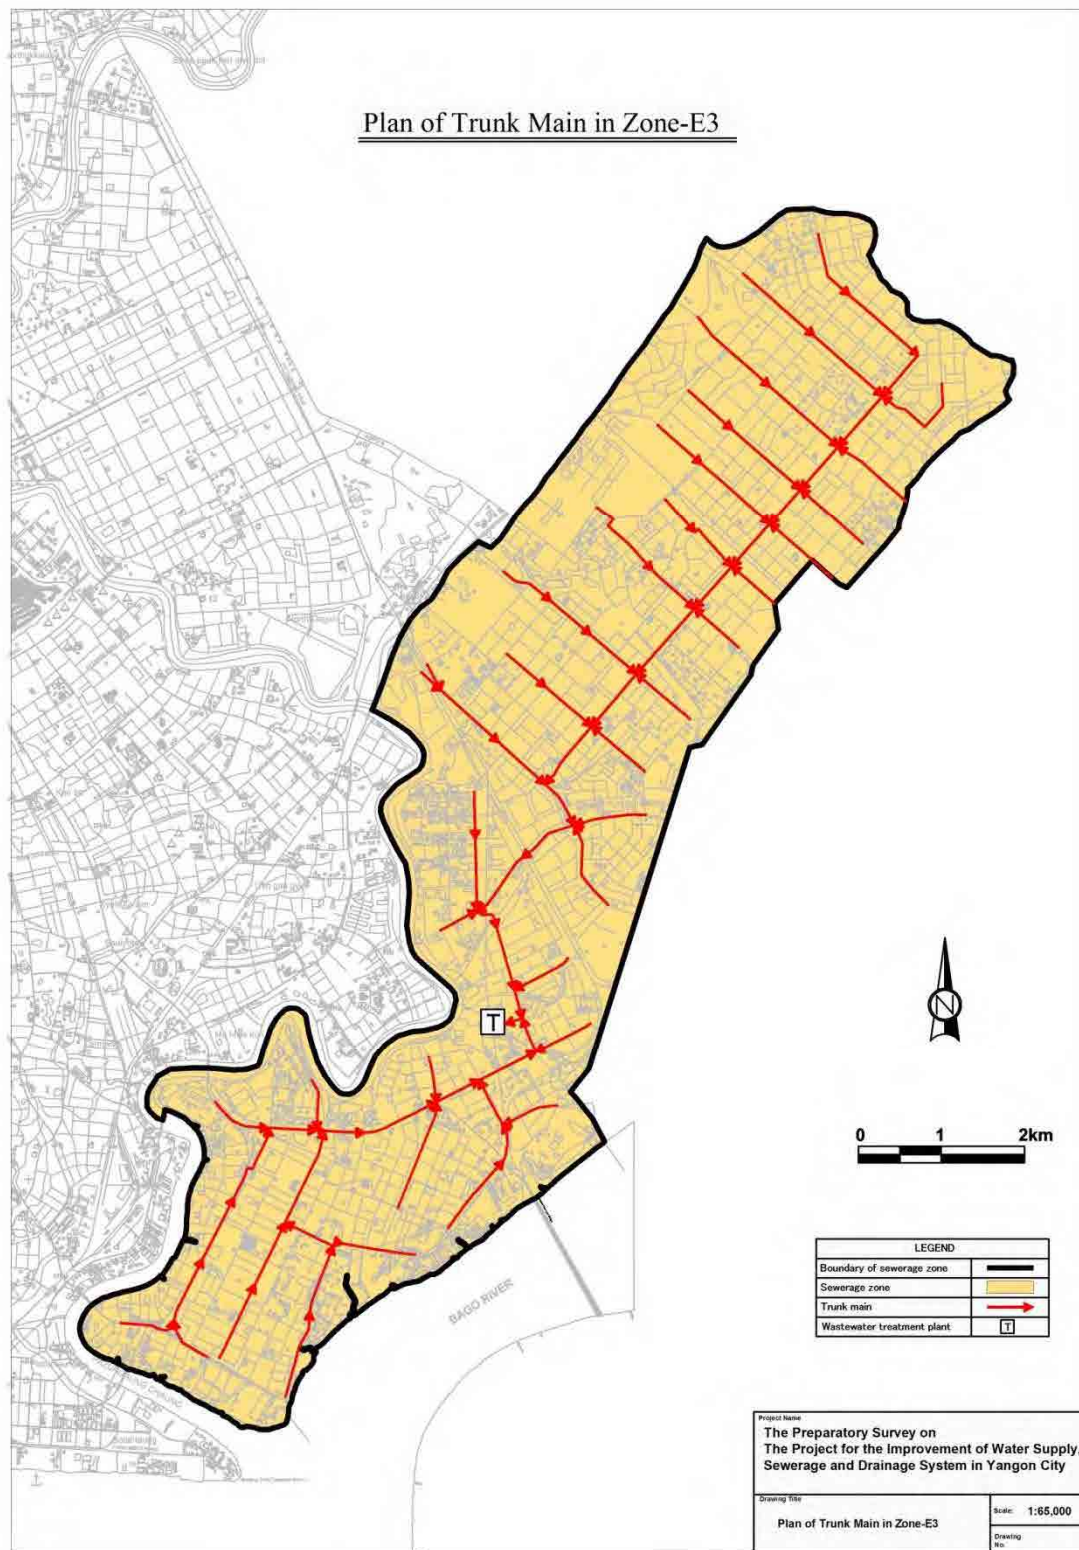 Plan of Trunk Main in Zone-E3
T
N
0 1 2km
LEGEND
Boundary of sewerage zone
Sewerage zone
Trunk main
Wastewater treatment plant T
BAGO RIVER
Project Name
The Preparatory Survey on
The Project for the Improvement of Water Supply,
Sewerage and Drainage System in Yangon City
Drawing Title
Plan of Trunk Main in Zone-E3
Scale: 1:65,000
Drawing
No.